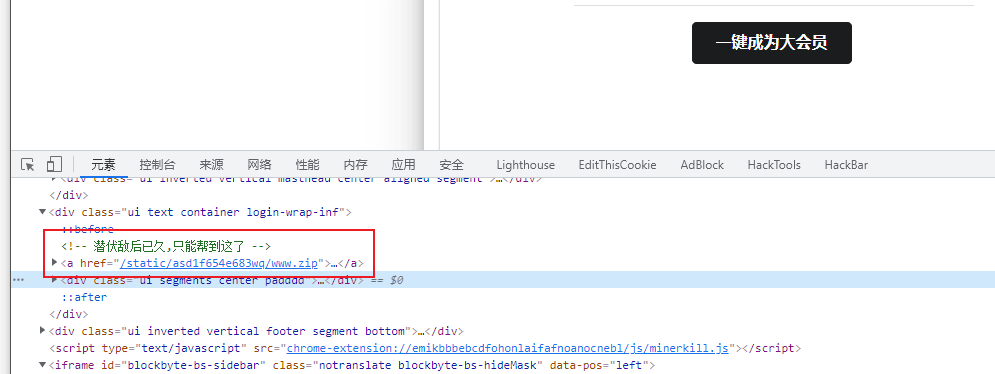 一键成为大会员
元素 控制台 来源 网络 性能 内存 应用 安全 Lighthouse EditThisCookie AdBlock HackTools HackBar
<div class="ui inverted vertical masthead center aligned segment">…</div>
</div>
<div class="ui text container login-wrap-inf">
::before
<!-- 潜伏敌后已久,只能帮到这了 -->
<a href="/static/asd1f654e683wq/www.zip">…</a>
<div class="ui segments center padddd">…</div> == $0
::after
</div>
<div class="ui inverted vertical footer segment bottom">…</div>
<script type="text/javascript" src="chrome-extension://emikbbbebcdfohonlaifafnoanocnebl/js/minerkill.js"></script>
<iframe id="blockbyte-bs-sidebar" class="notranslate blockbyte-bs-hideMask" data-pos="left">